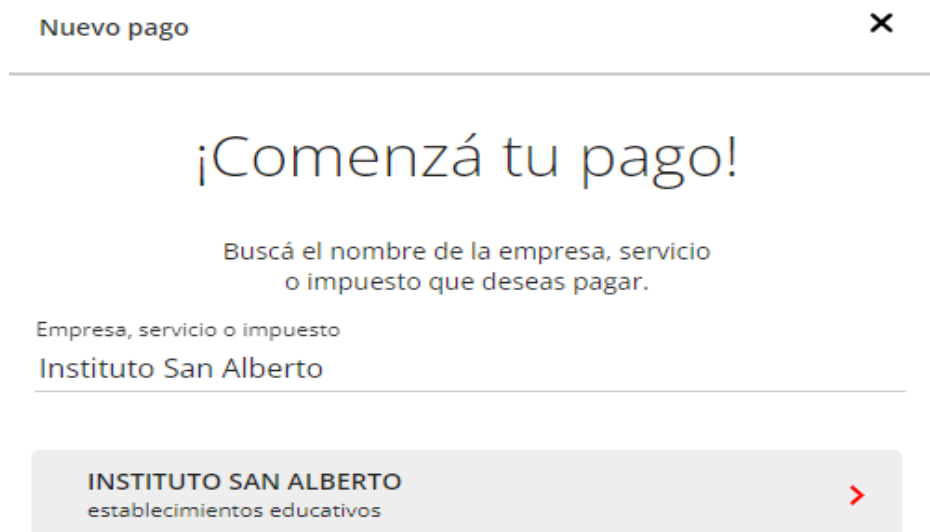 Nuevo pago
¡Comenzá tu pago!
Buscá el nombre de la empresa, servicio
o impuesto que deseas pagar.
Empresa, servicio o impuesto
Instituto San Alberto
INSTITUTO SAN ALBERTO
establecimientos educativos